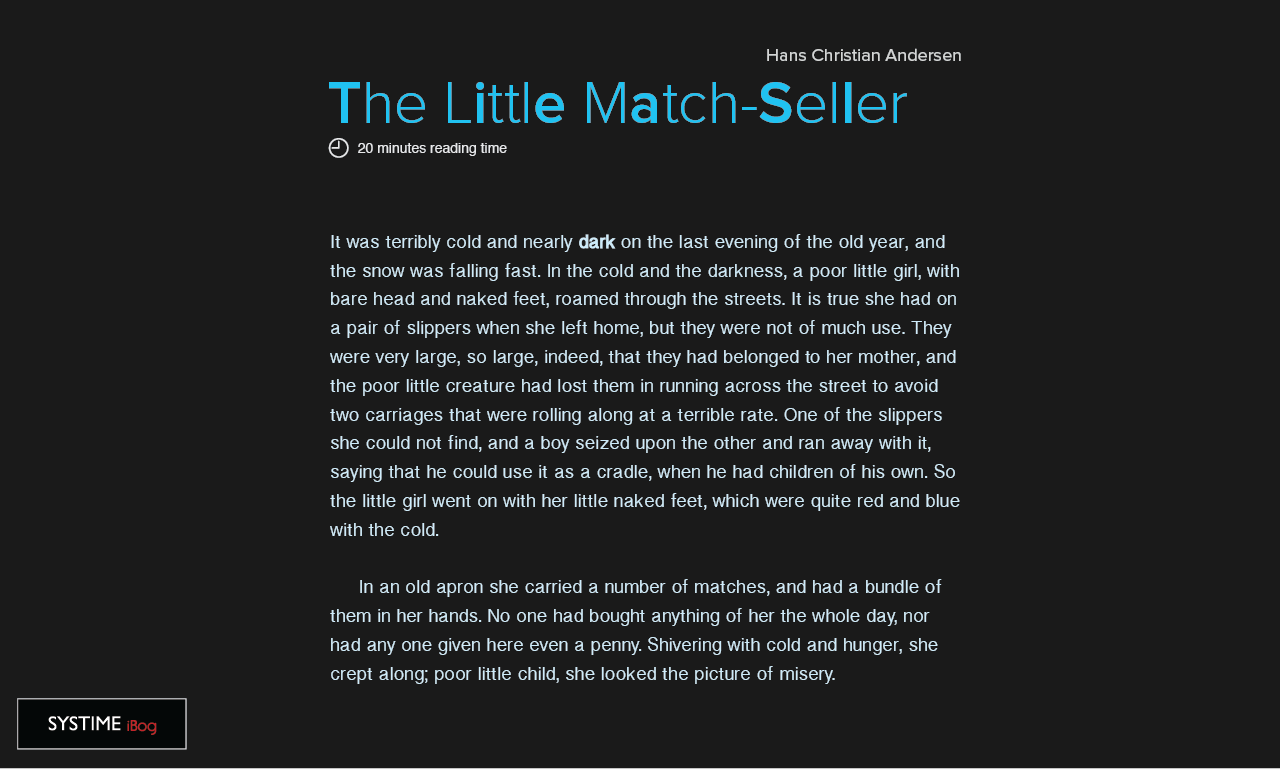 Hans Christian Andersen
The Little Match-Seller
20 minutes reading time
It was terribly cold and nearly dark on the last evening of the old year, and
the snow was falling fast. In the cold and the darkness, a poor little girl, with
bare head and naked feet, roamed through the streets. It is true she had on
a pair of slippers when she left home, but they were not of much use. They
were very large, so large, indeed, that they had belonged to her mother, and
the poor little creature had lost them in running across the street to avoid
two carriages that were rolling along at a terrible rate. One of the slippers
she could not find, and a boy seized upon the other and ran away with it,
saying that he could use it as a cradle, when he had children of his own. So
the little girl went on with her little naked feet, which were quite red and blue
with the cold.
In an old apron she carried a number of matches, and had a bundle of
them in her hands. No one had bought anything of her the whole day, nor
had any one given here even a penny. Shivering with cold and hunger, she
crept along; poor little child, she looked the picture of misery.
SYSTIME iBog